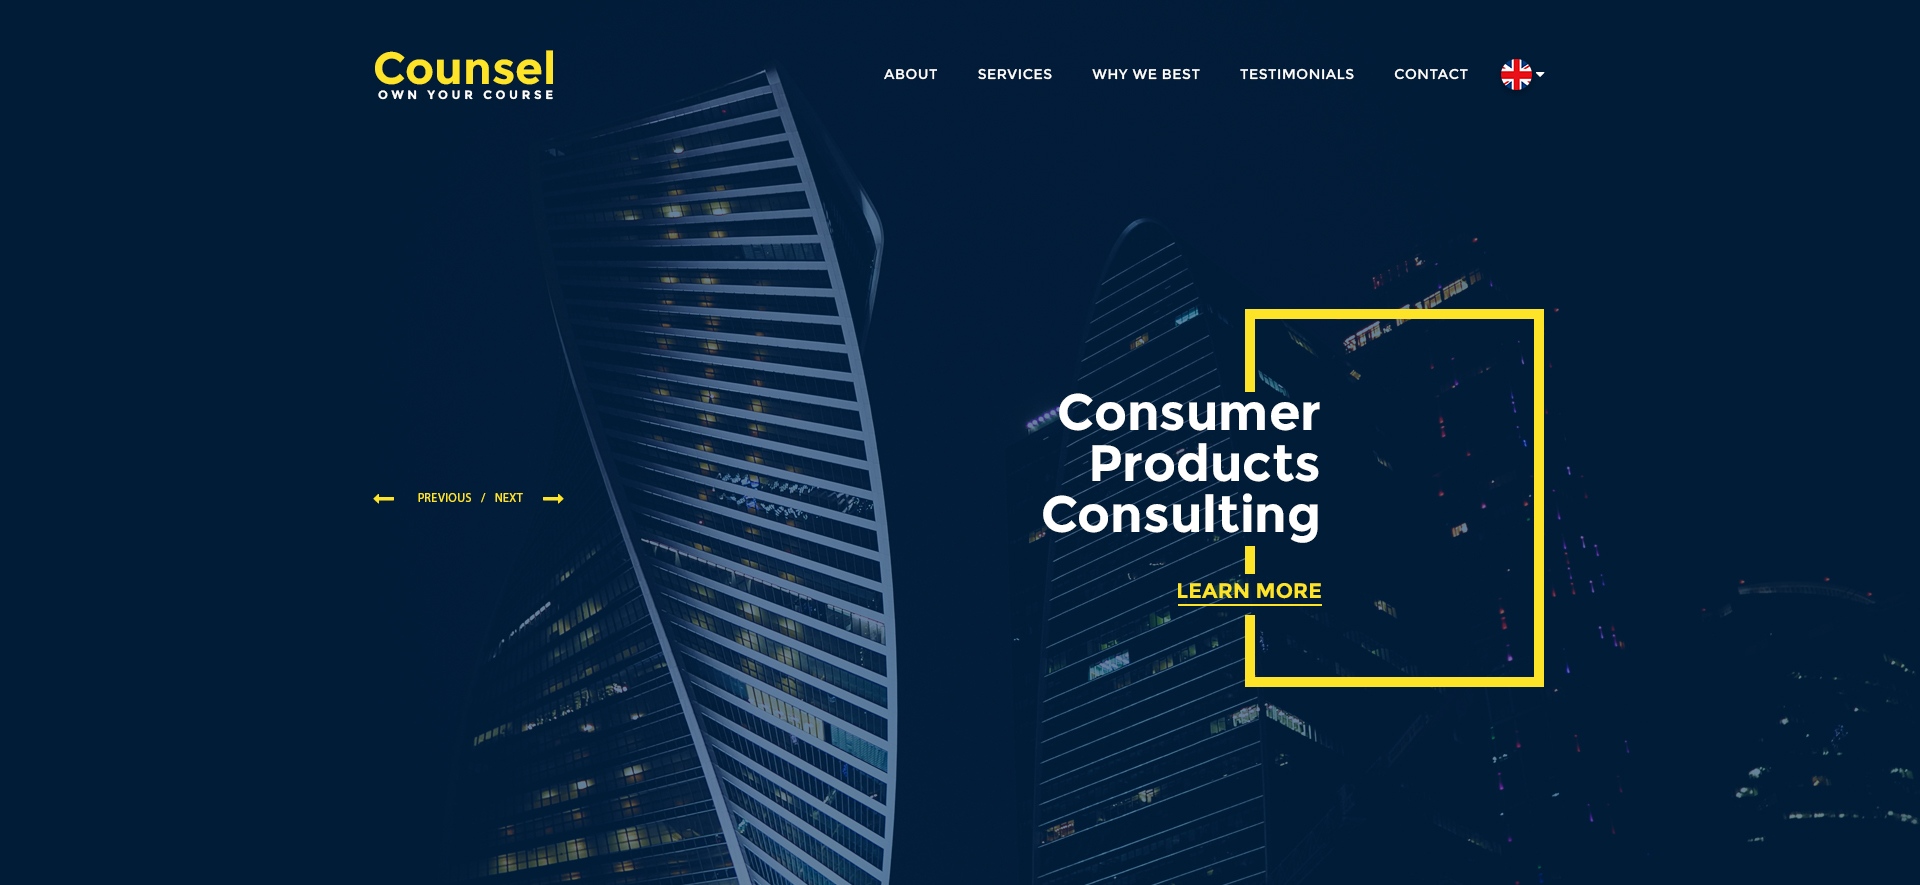 Counsel
OWN YOUR COURSE
ABOUT SERVICES WHY WE BEST TESTIMONIALS CONTACT
Consumer
Products
Consulting
PREVIOUS / NEXT
LEARN MORE